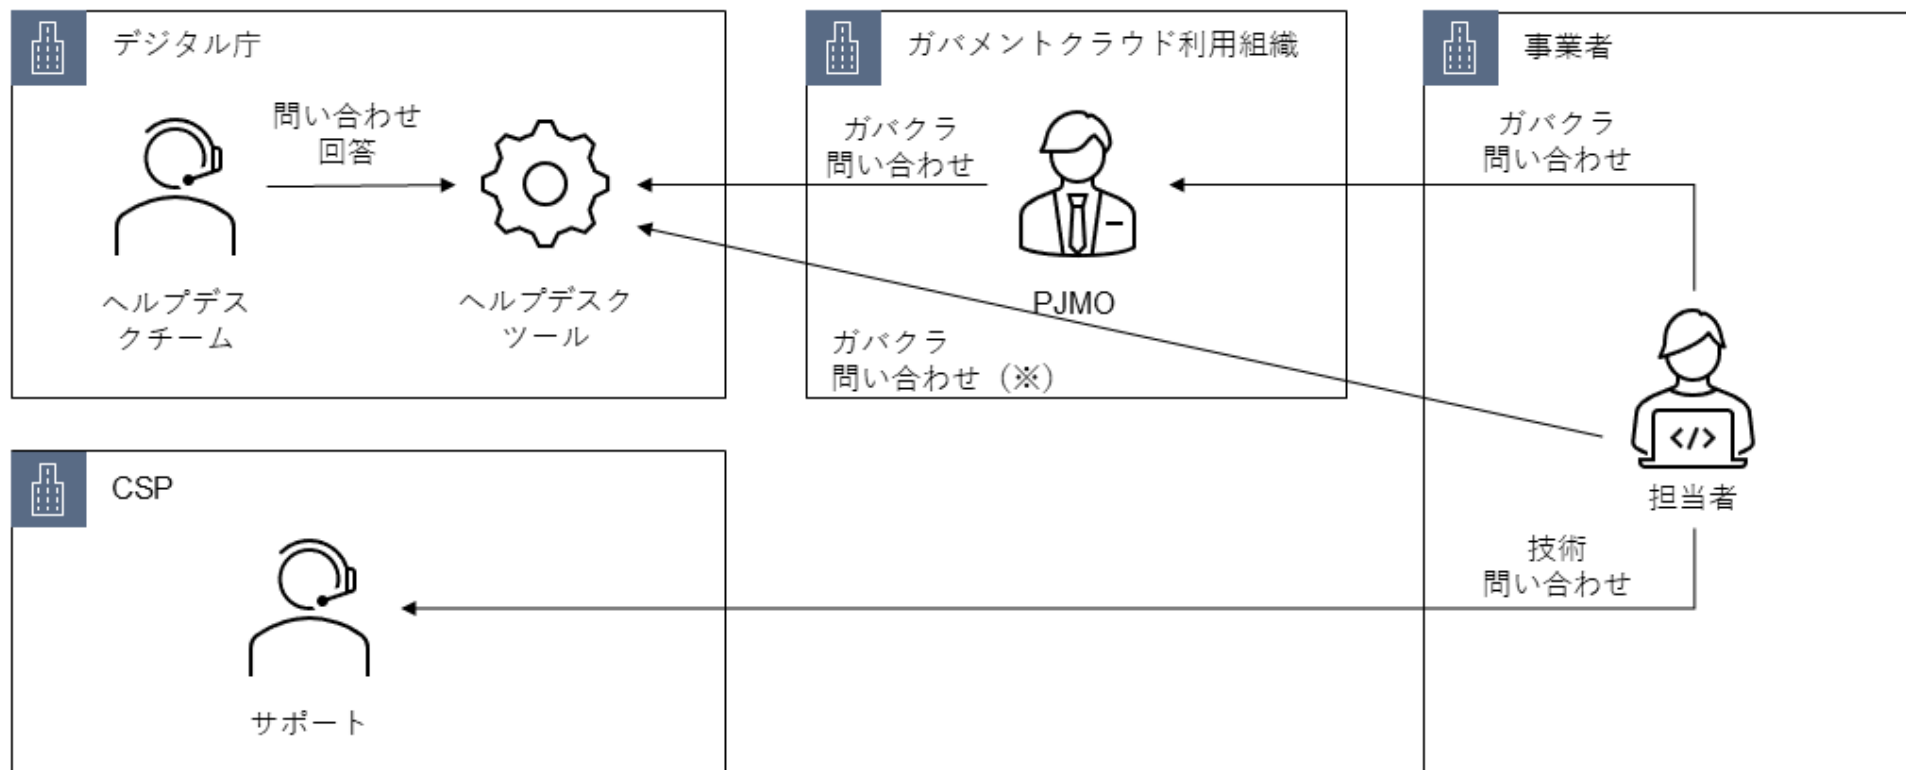 デジタル庁
問い合わせ
回答
ヘルプデス
クチーム
ヘルプデスク
ツール
ガバメントクラウド利用組織
ガバクラ
問い合わせ
PJMO
ガバクラ
問い合わせ（※）
事業者
ガバクラ
問い合わせ
</>
担当者
技術
問い合わせ
CSP
サポート